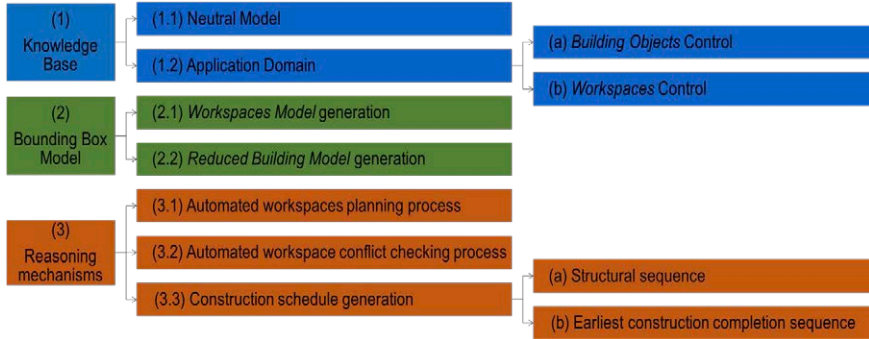 (1)
Knowledge
Base
(1.1) Neutral Model
(1.2) Application Domain
(a) Building Objects Control
(b) Workspaces Control
(2)
Bounding Box
Model
(2.1) Workspaces Model generation
(2.2) Reduced Building Model generation
(3)
Reasoning
mechanisms
(3.1) Automated workspaces planning process
(3.2) Automated workspace conflict checking process
(3.3) Construction schedule generation
(a) Structural sequence
(b) Earliest construction completion sequence